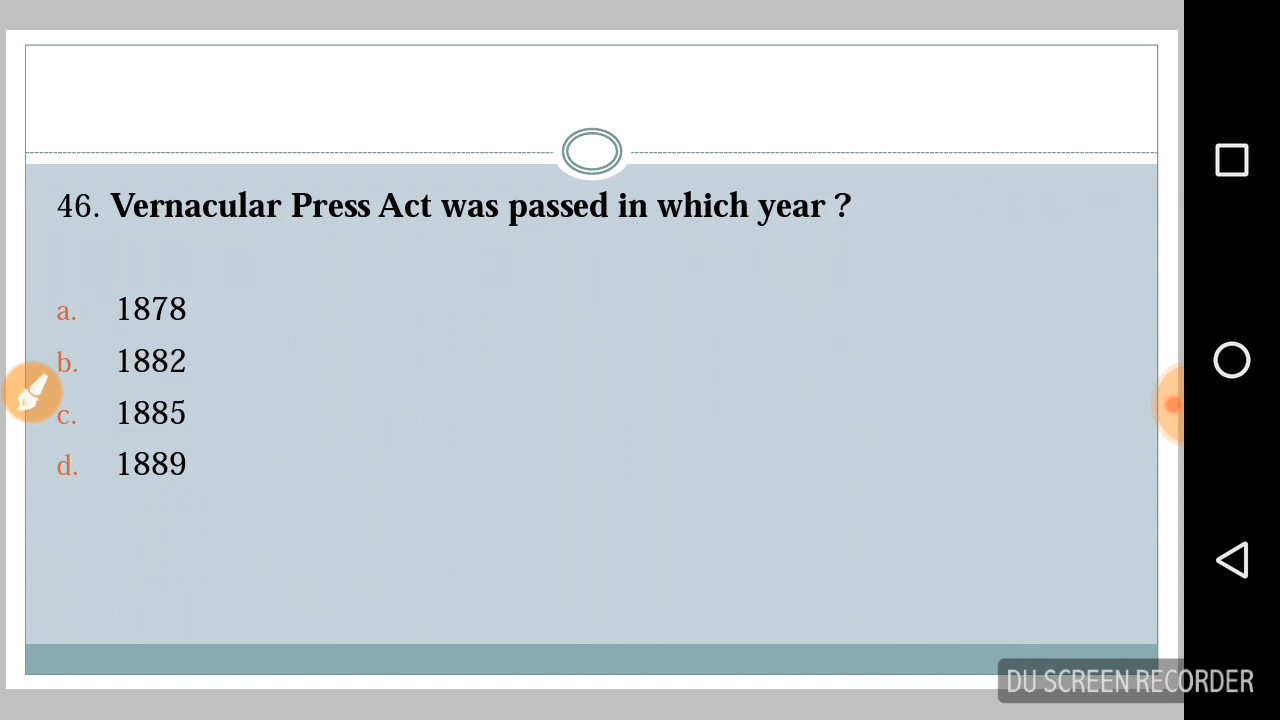 46. Vernacular Press Act was passed in which year ?
a. 1878
b. 1882
c. 1885
d. 1889
DU SCREEN RECORDER